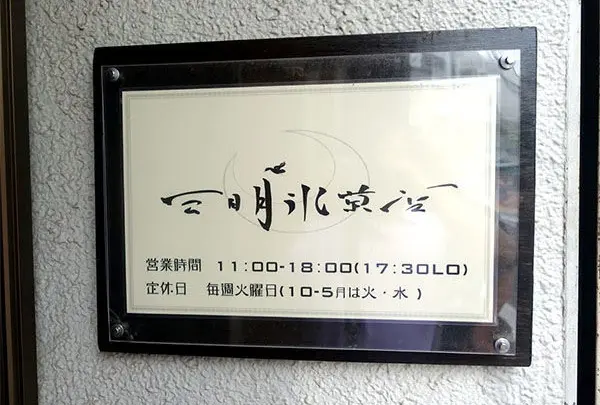 三日月氷菓店
営業時間 11:00-18:00(17:30LO)
定休日 毎週火曜日(10-5月は火・水 )